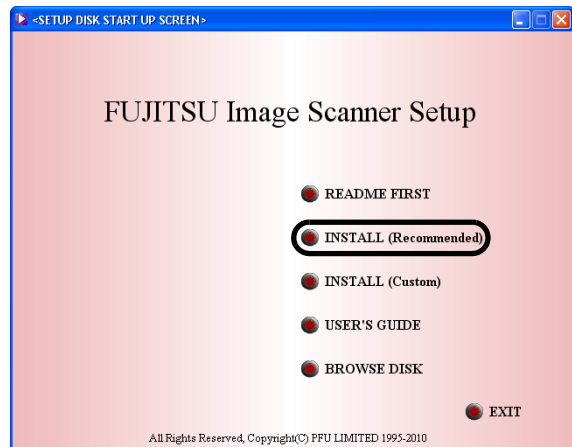 <SETUP DISK START UP SCREEN>
FUJITSU Image Scanner Setup
README FIRST
INSTALL (Recommended)
INSTALL (Custom)
USER'S GUIDE
BROWSE DISK
EXIT
All Rights Reserved, Copyright(C) PFU LIMITED 1995-2010